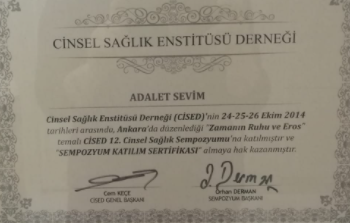 CİNSEL SAĞLIK ENSTİTÜSÜ DERNEĞİ
ADALET SEVİM
Cinsel Sağlık Enstitüsü Derneği (CİSED)'nin 24-25-26 Ekim 2014
tarihleri arasında, Ankara'da düzenlediği "Zamanın Ruhu ve Eros"
temalı CİSED 12. Cinsel Sağlık Sempozyumu'na katılmıştır ve
"SEMPOZYUM KATILIM SERTİFİKASI" almaya hak kazanmıştır.
Cem KEÇE Orhan DERMAN
CİSED GENEL BAŞKANI SEMPOZYUM BAŞKANI